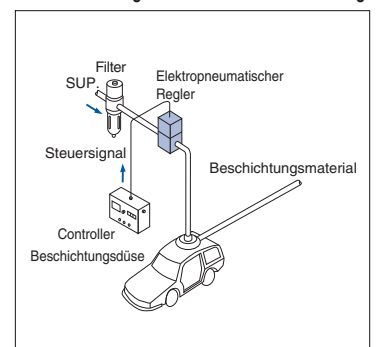 Filter
SUP.
Elektropneumatischer
Regler
Steuersignal
Beschichtungsmaterial
Controller
Beschichtungsdüse